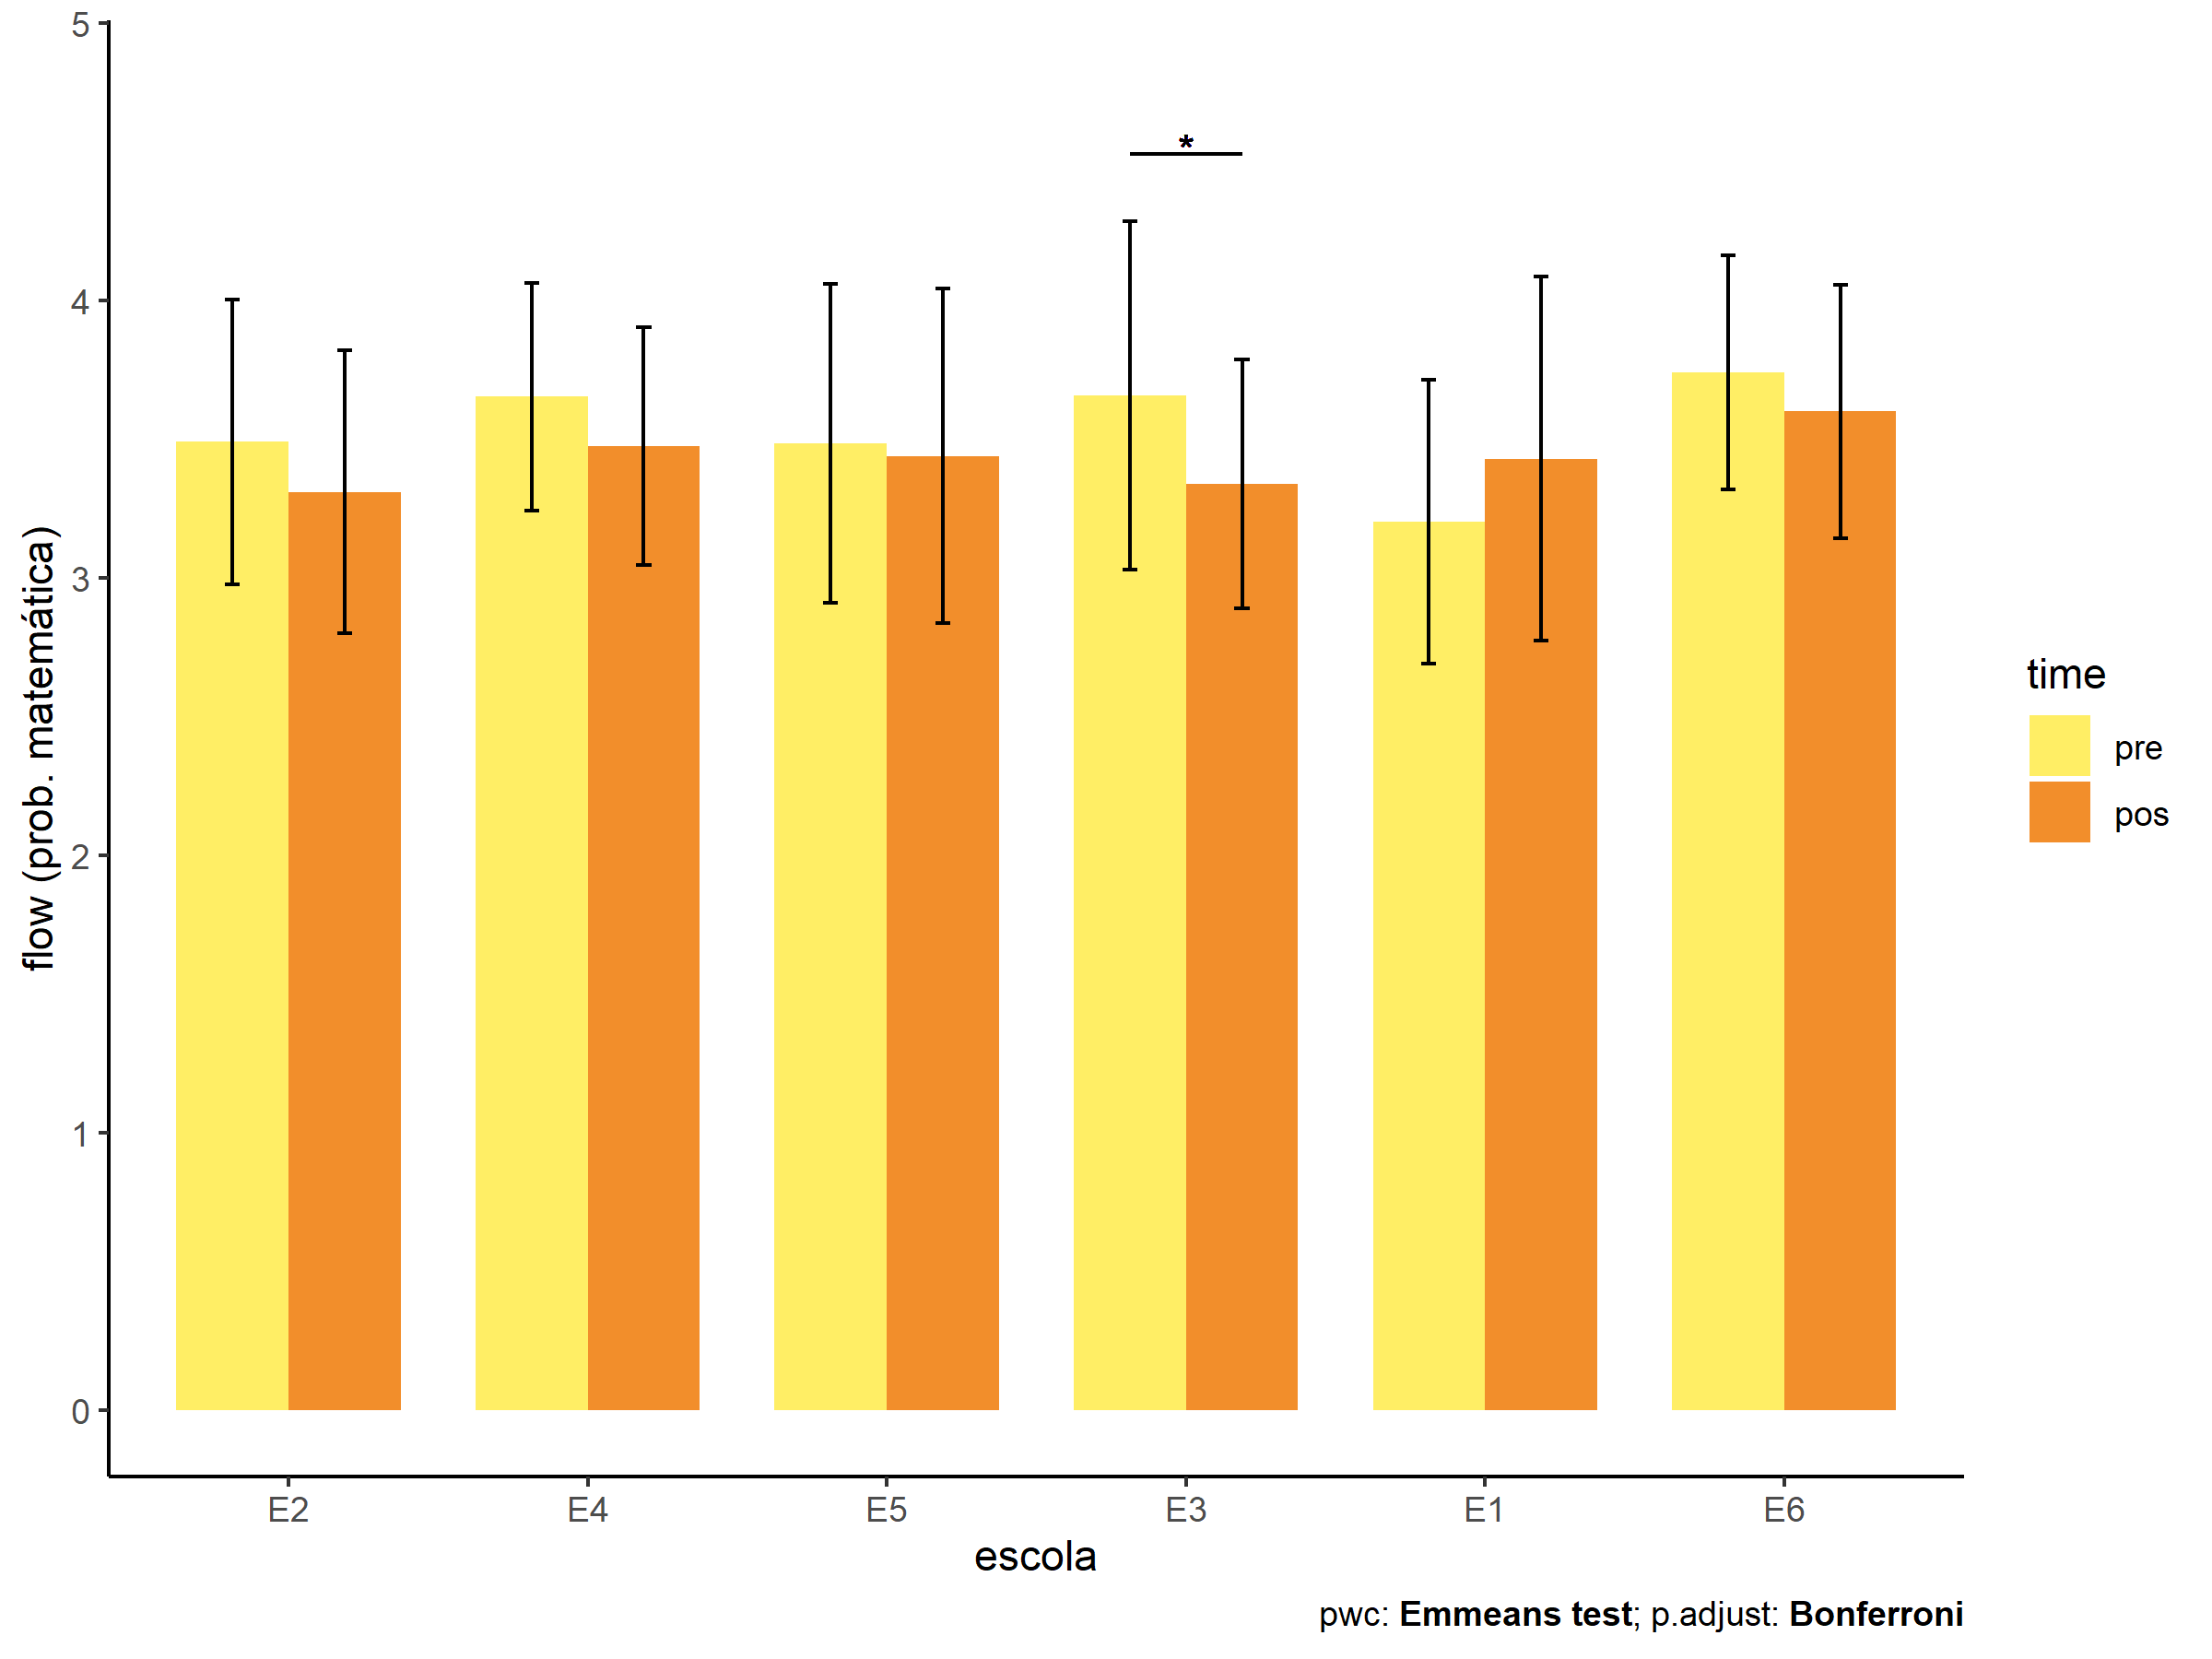 5
4
3
2
1
0
flow (prob. matemática)
*
E2 E4 E5 E3 E1 E6
escola
time
pre
pos
pwc: Emmeans test; p.adjust: Bonferroni